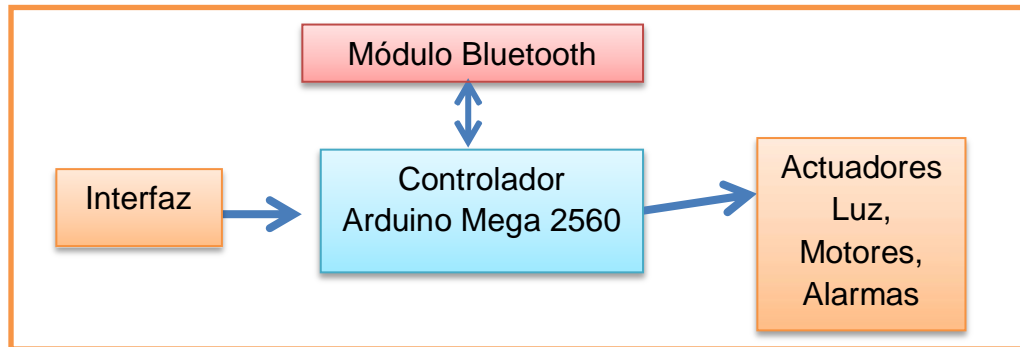 Módulo Bluetooth
Interfaz
Controlador
Arduino Mega 2560
Actuadores
Luz,
Motores,
Alarmas